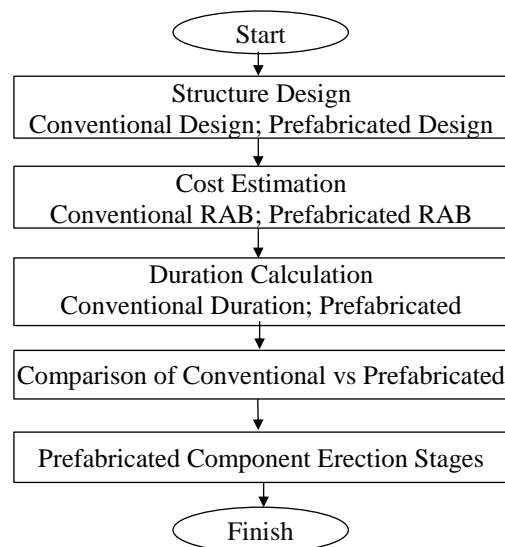 Start
Structure Design
Conventional Design; Prefabricated Design
Cost Estimation
Conventional RAB; Prefabricated RAB
Duration Calculation
Conventional Duration; Prefabricated
Comparison of Conventional vs Prefabricated
Prefabricated Component Erection Stages
Finish